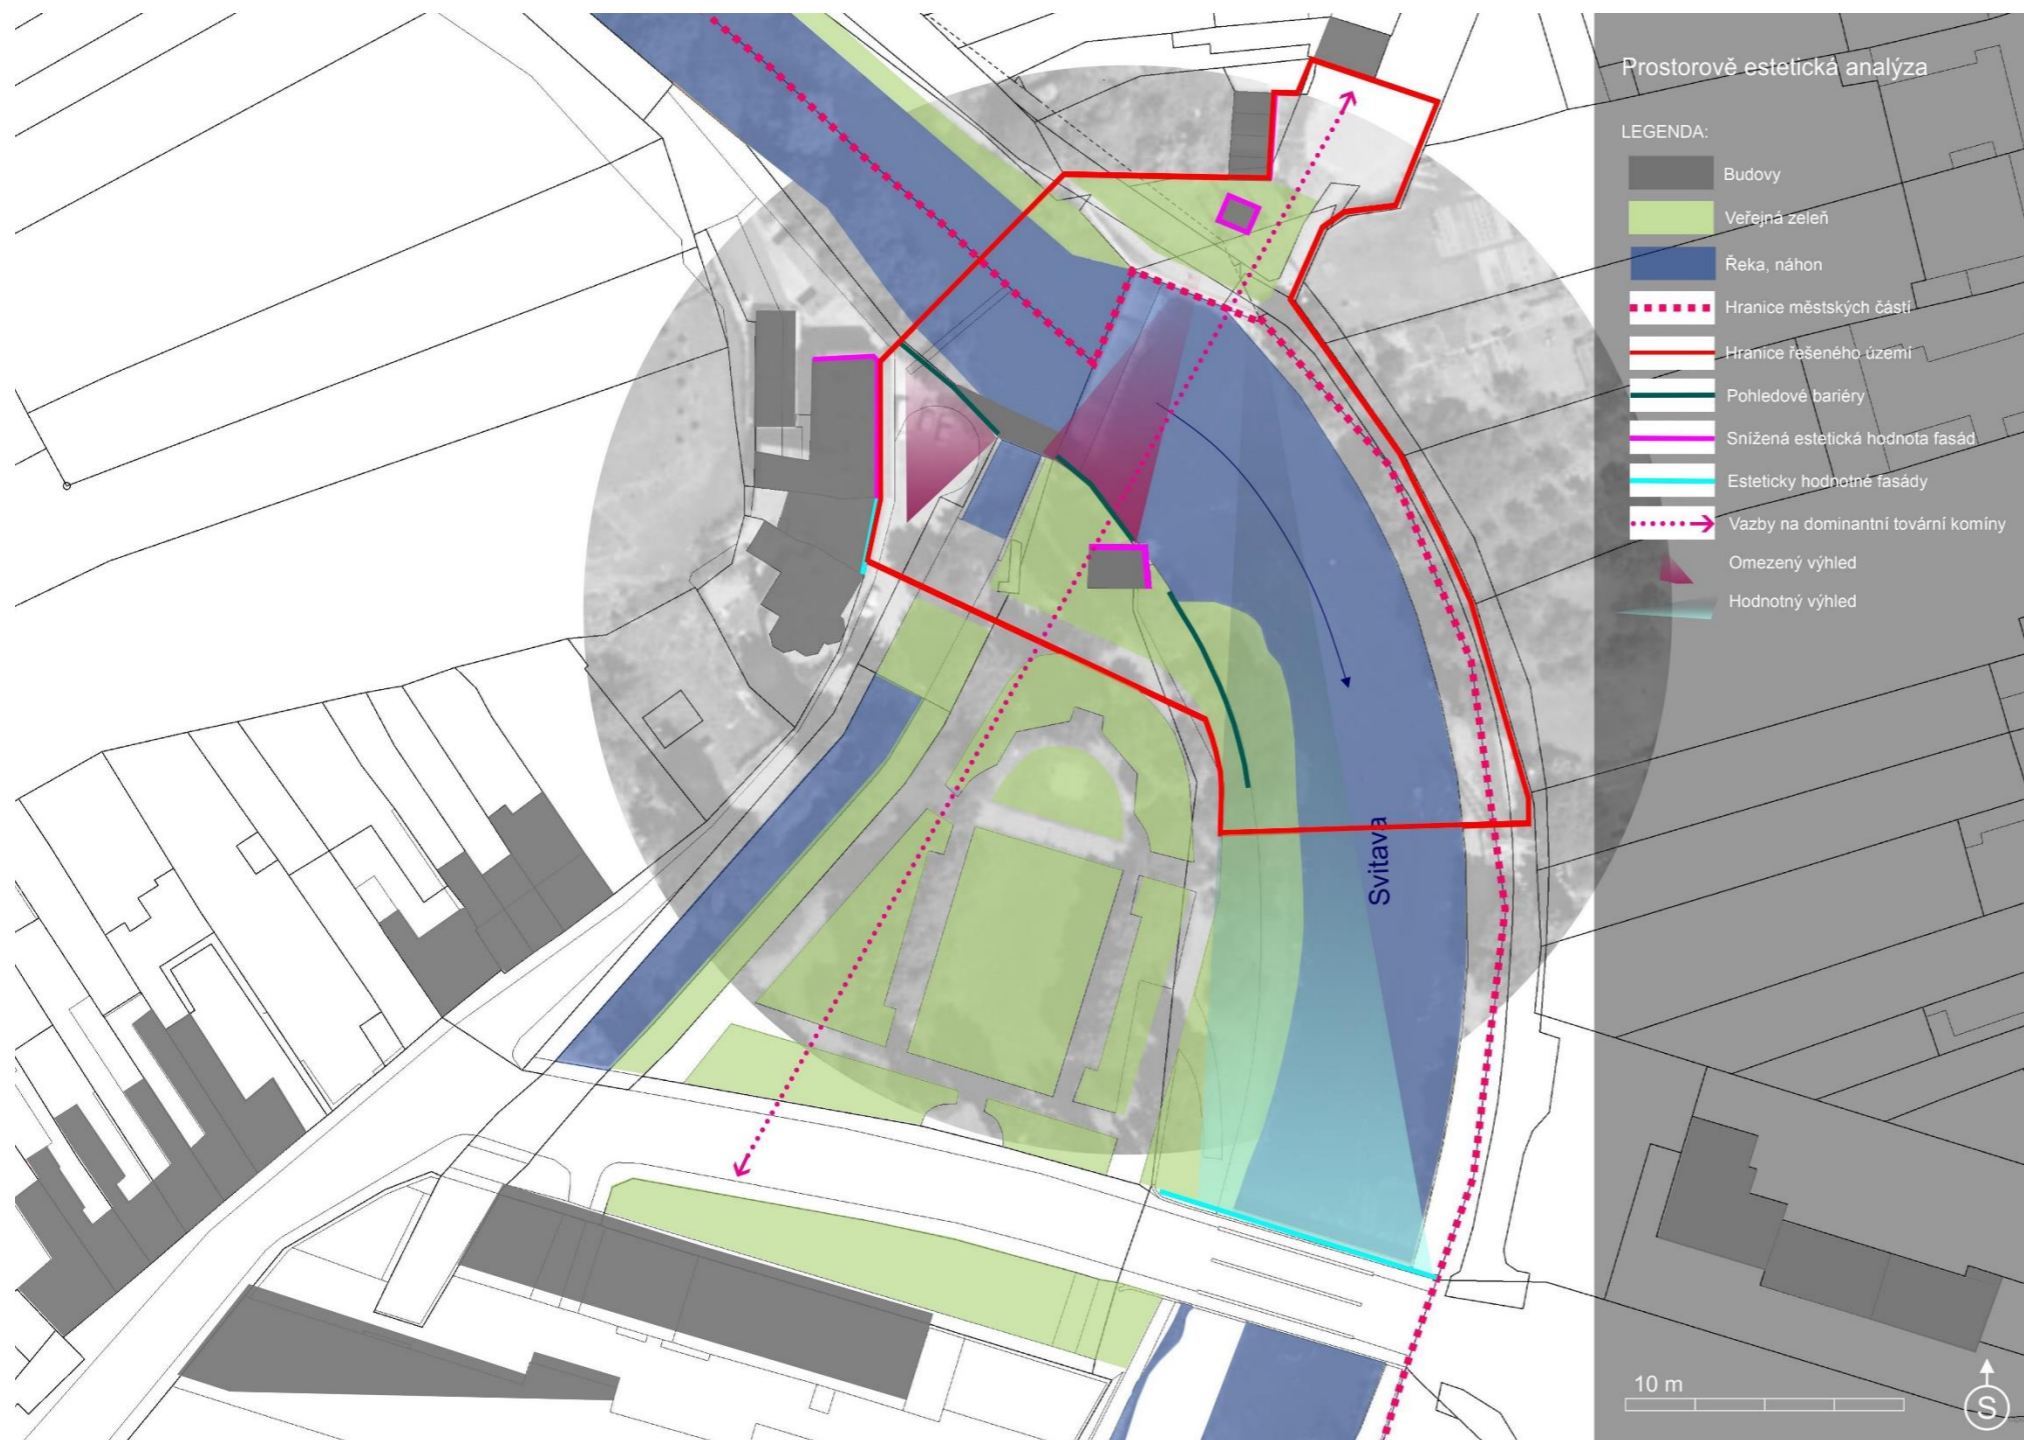 Prostorově estetická analýza
LEGENDA:
Budovy
Veřejná zeleň
Řeka, náhon
Hranice městských částí
Hranice řešeného území
Pohledové bariéry
Snížená estetická hodnota fasád
Esteticky hodnotné fasády
Vazby na dominantní tovární komíny
Omezený výhled
Hodnotný výhled
Svitava
10 m
S